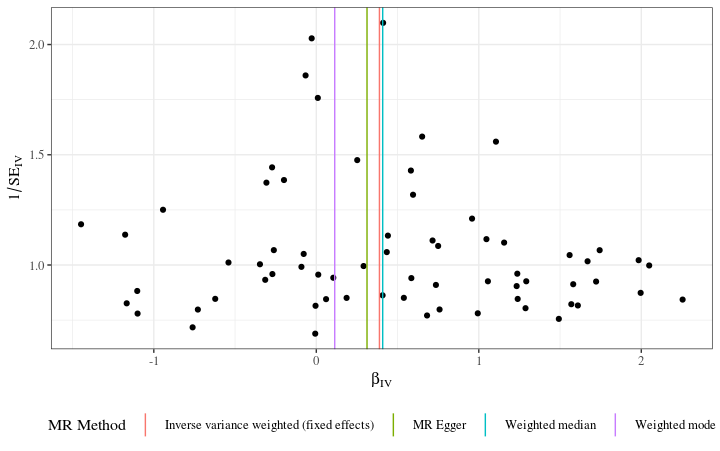 2.0
1.5
1.0
1/SE_IV
-1 0 1 2
β_IV
MR Method Inverse variance weighted (fixed effects) MR Egger Weighted median Weighted mode